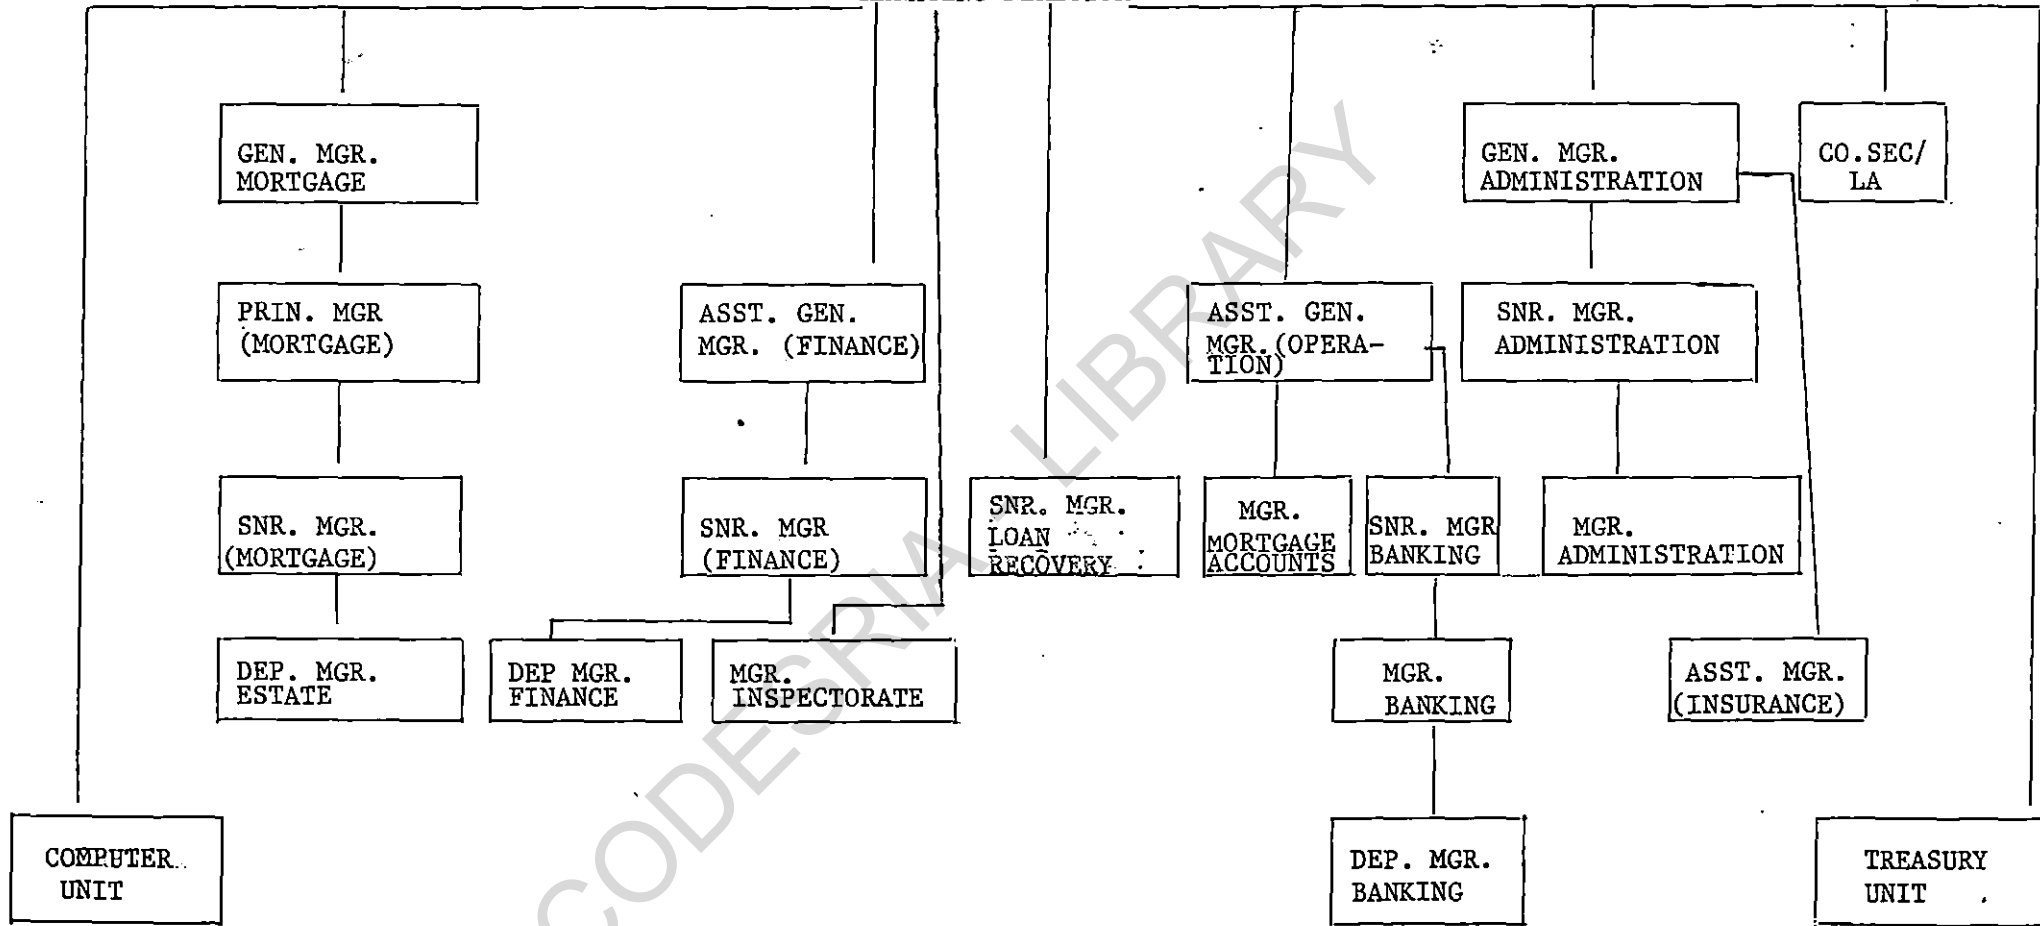 GEN. MGR.
MORTGAGE
GEN. MGR.
ADMINISTRATION
CO.SEC/
LA
PRIN. MGR
(MORTGAGE)
ASST. GEN.
MGR. (FINANCE)
ASST. GEN.
MGR. (OPERA-
TION)
SNR. MGR.
ADMINISTRATION
SNR. MGR.
(MORTGAGE)
SNR. MGR
(FINANCE)
SNR. MGR.
LOAN
RECOVERY
MGR.
MORTGAGE
ACCOUNTS
SNR. MGR
BANKING
MGR.
ADMINISTRATION
DEP. MGR.
ESTATE
DEP MGR.
FINANCE
MGR.
INSPECTORATE
MGR.
BANKING
ASST. MGR.
(INSURANCE)
COMPUTER
UNIT
DEP. MGR.
BANKING
TREASURY
UNIT
CODESRIA - LIBRARY